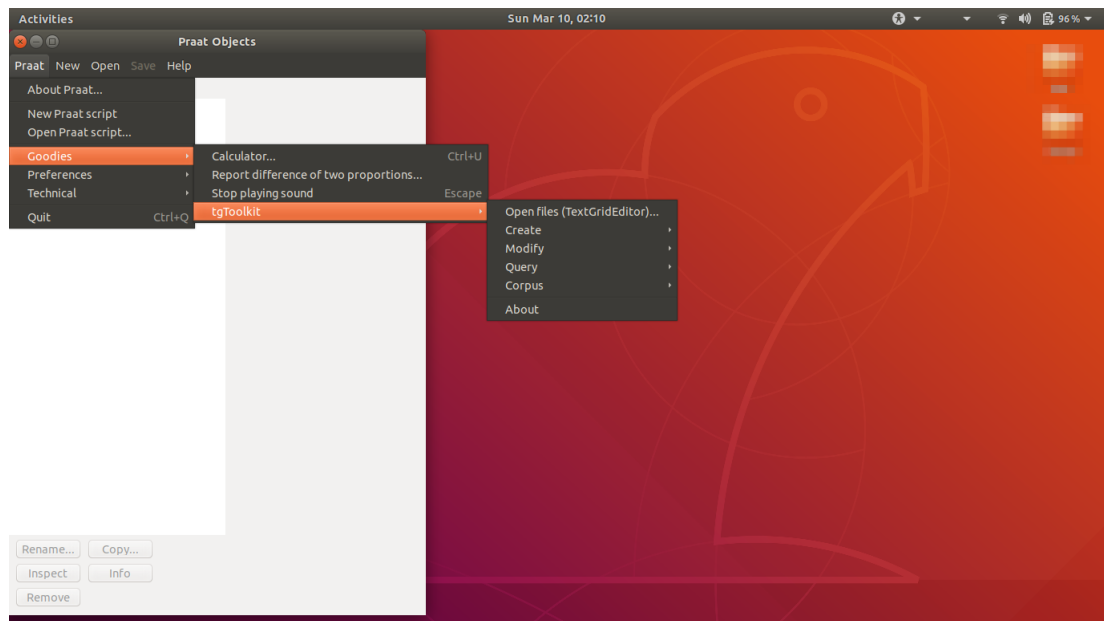 Activities
Sun Mar 10, 02:10
96 %
Praat Objects
Praat New Open Save Help
About Praat...
New Praat script
Open Praat script...
Goodies
Preferences
Technical
Quit Ctrl+Q
Calculator... Ctrl+U
Report difference of two proportions...
Stop playing sound Escape
tgToolkit
Open files (TextGridEditor)...
Create
Modify
Query
Corpus
About
Rename... Copy...
Inspect Info
Remove